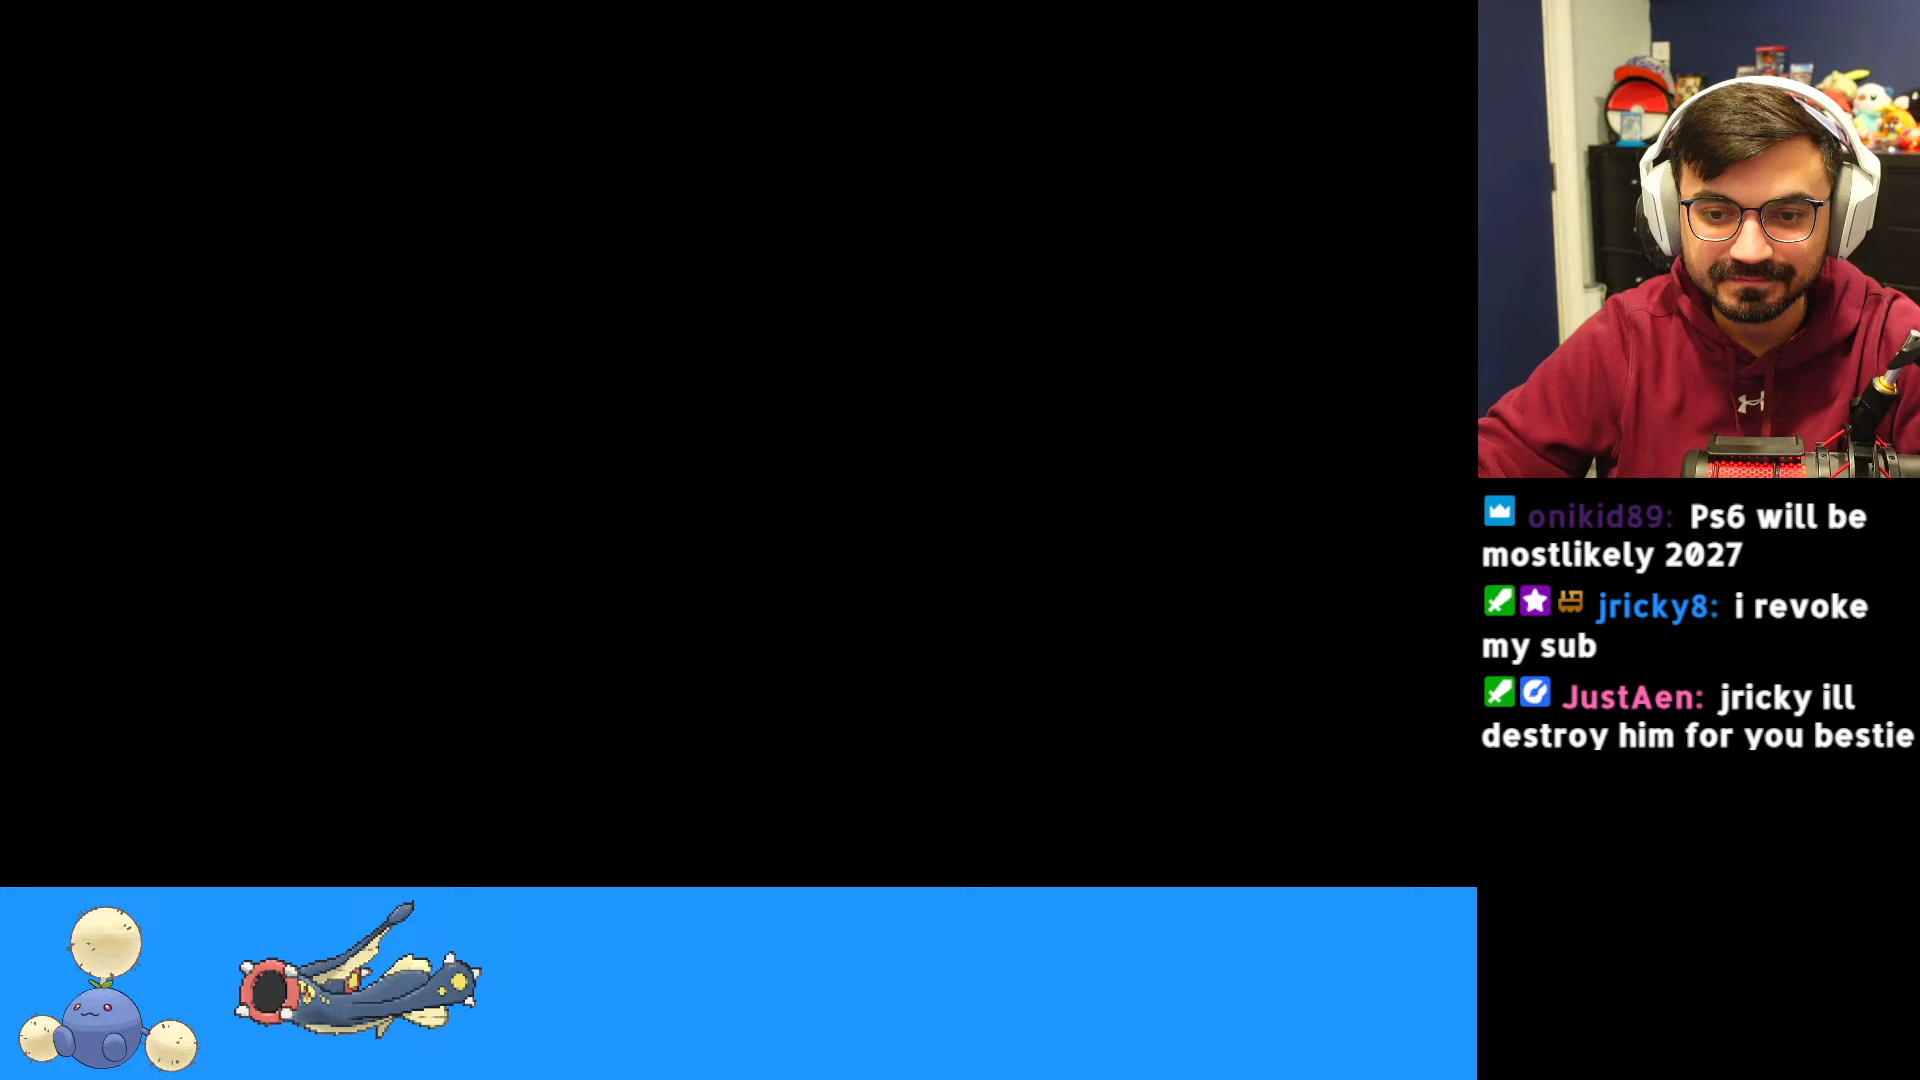 onikid89: Ps6 will be
mostlikely 2027
jricky8: i revoke
my sub
JustAen: jricky ill
destroy him for you bestie